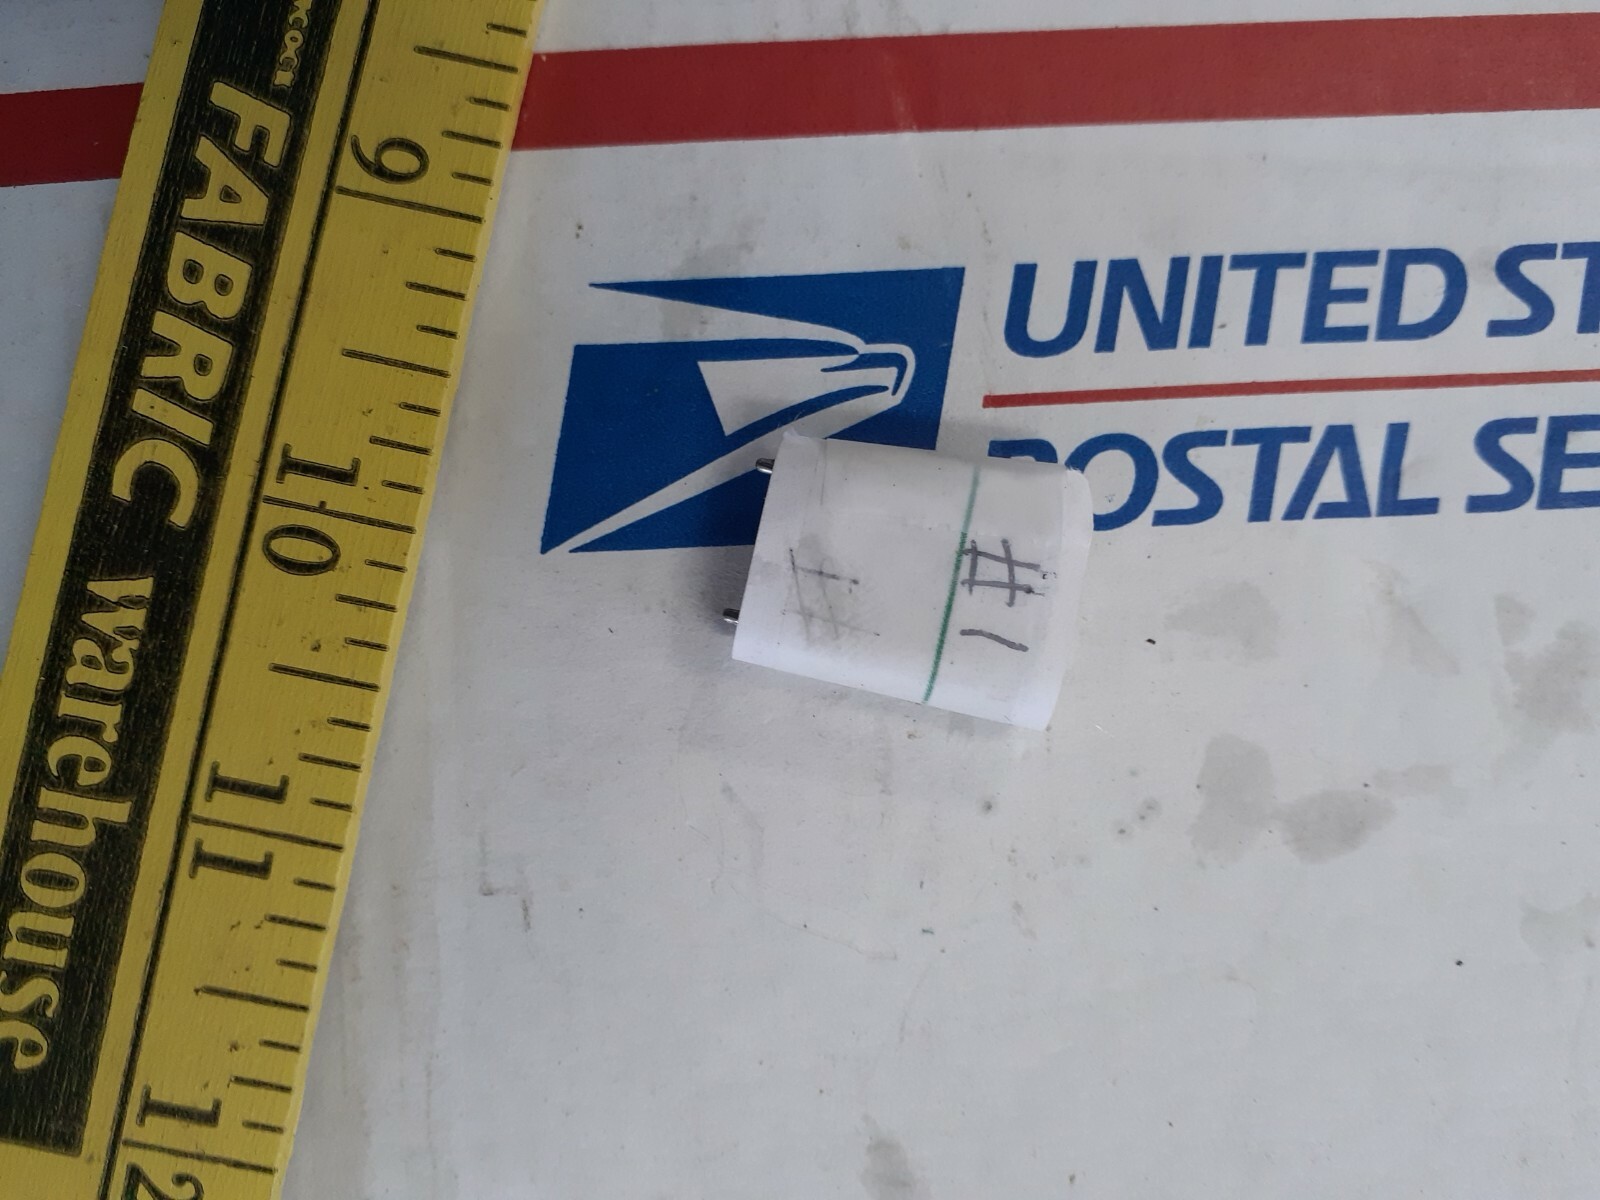 FABRIC warehouse
9
10
11
12
UNITED ST
POSTAL SE
#1